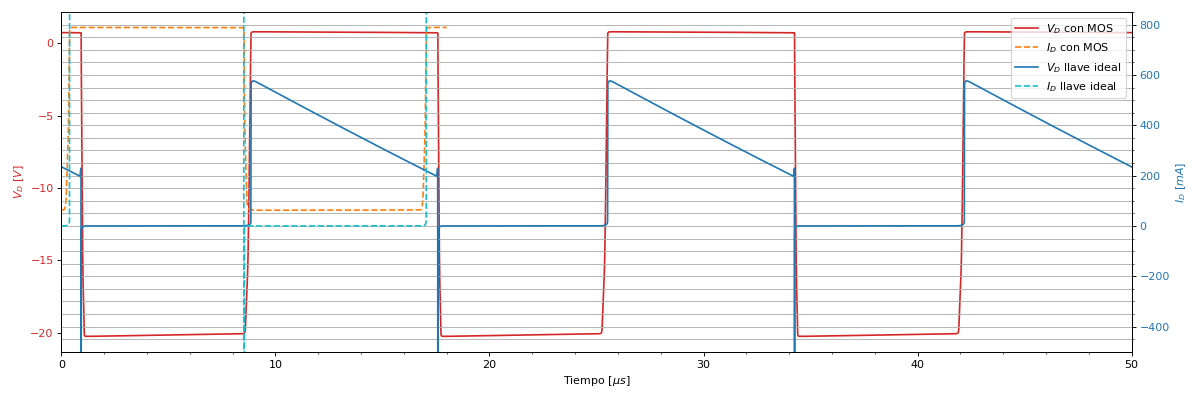 V_D con MOS
I_D con MOS
V_D llave ideal
I_D llave ideal
0
−5
−10
−15
−20
V_D [V]
800
600
400
200
0
−200
−400
I_D [mA]
0
10
20
30
40
50
Tiempo [μs]